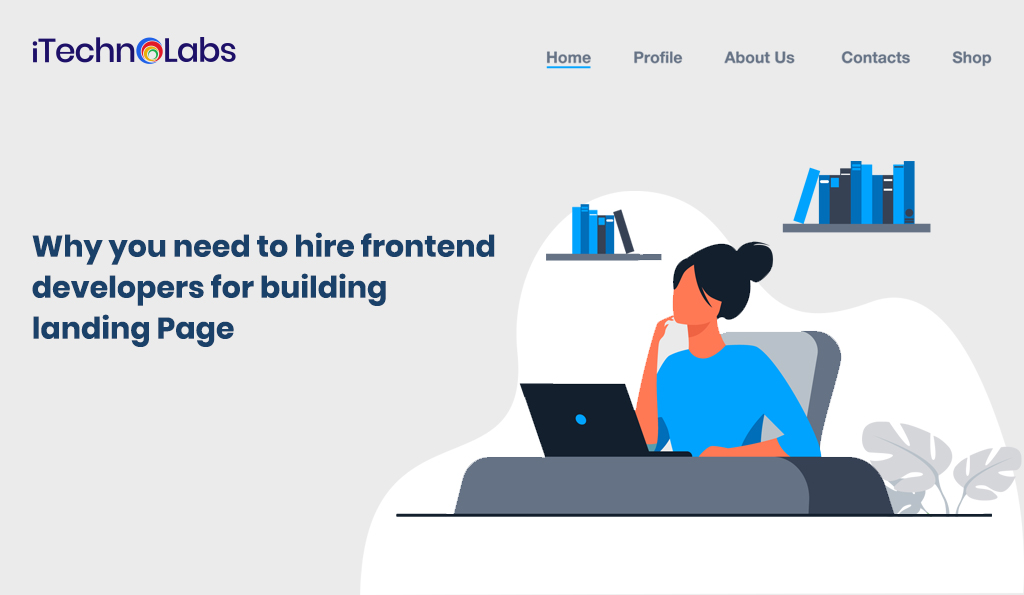 iTechnoLabs
Home Profile About Us Contacts Shop
Why you need to hire frontend
developers for building
landing Page